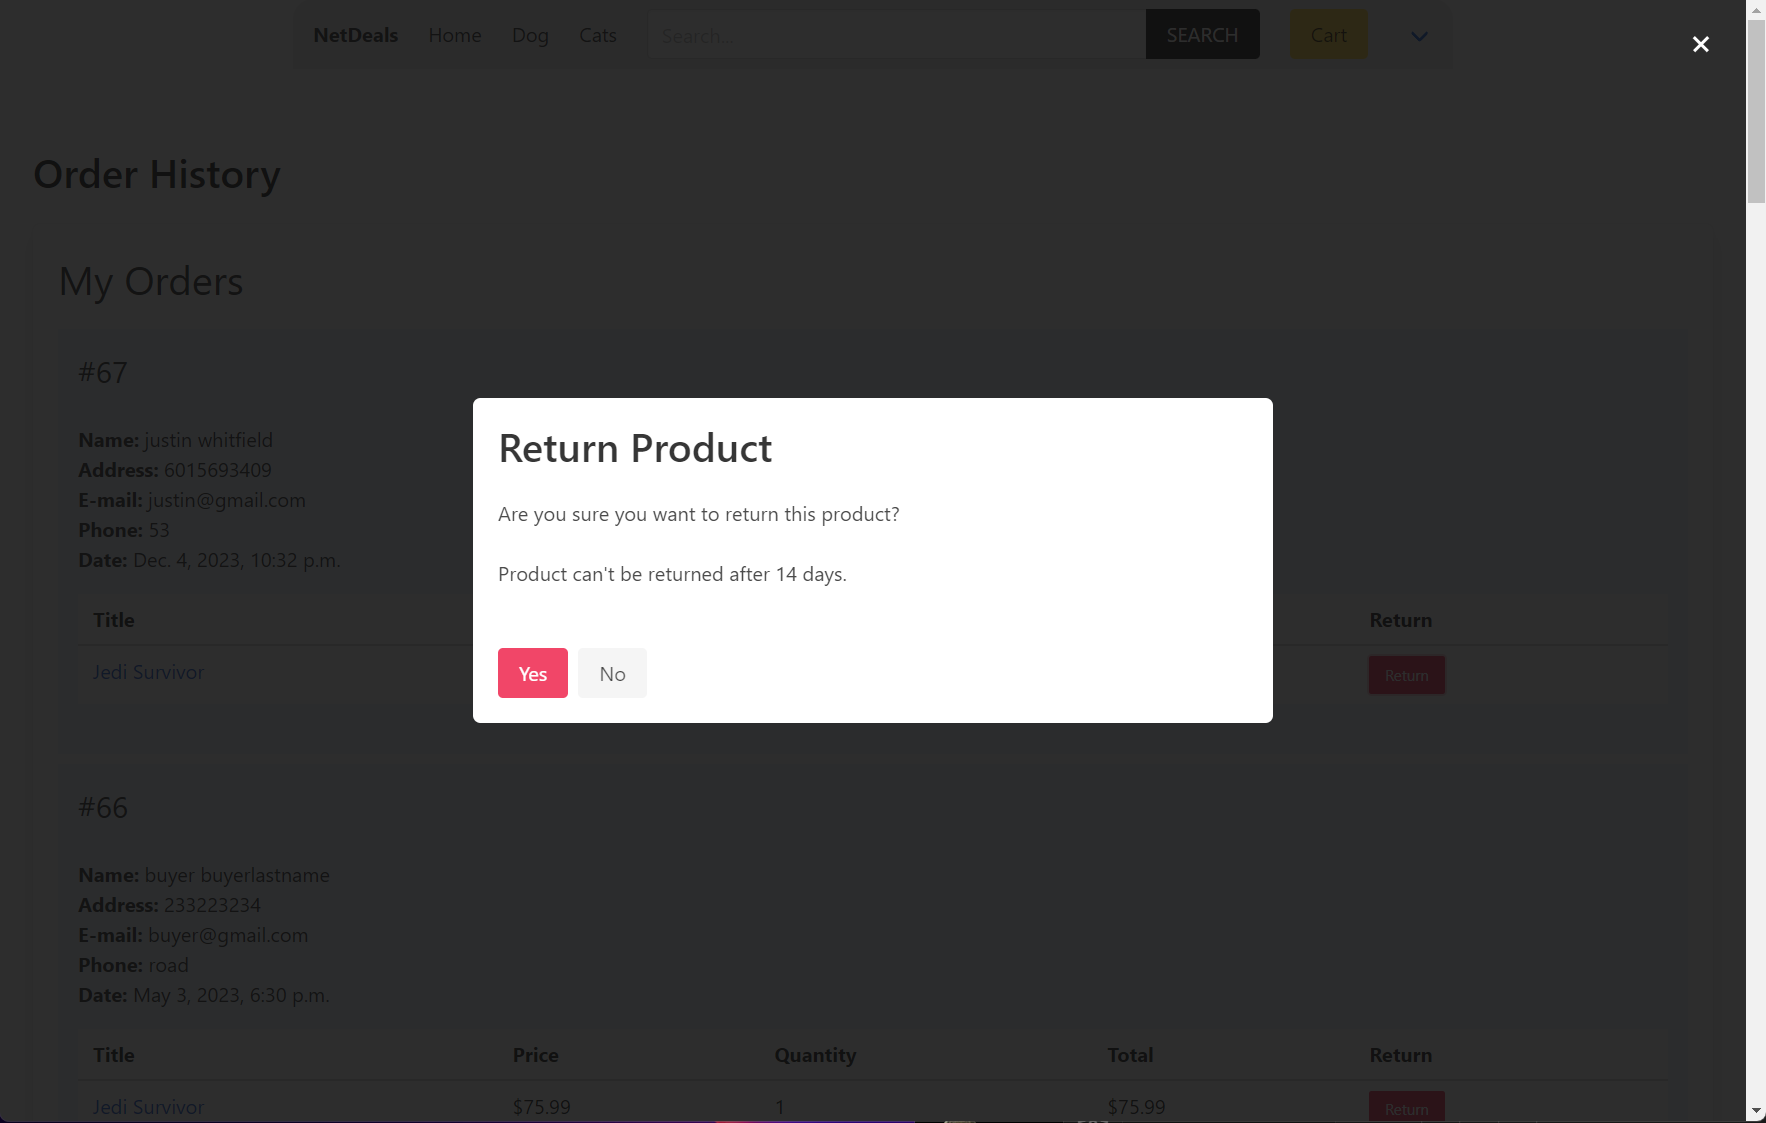 NetDeals Home Dog Cats Search... SEARCH Cart
Order History
My Orders
#67
Name: justin whitfield
Address: 6015693409
E-mail: justin@gmail.com
Phone: 53
Date: Dec. 4, 2023, 10:32 p.m.
Title Return
Jedi Survivor Return
Return Product
Are you sure you want to return this product?
Product can't be returned after 14 days.
Yes No
#66
Name: buyer buyerlastname
Address: 233223234
E-mail: buyer@gmail.com
Phone: road
Date: May 3, 2023, 6:30 p.m.
Title Price Quantity Total Return
Jedi Survivor $75.99 1 $75.99 Return